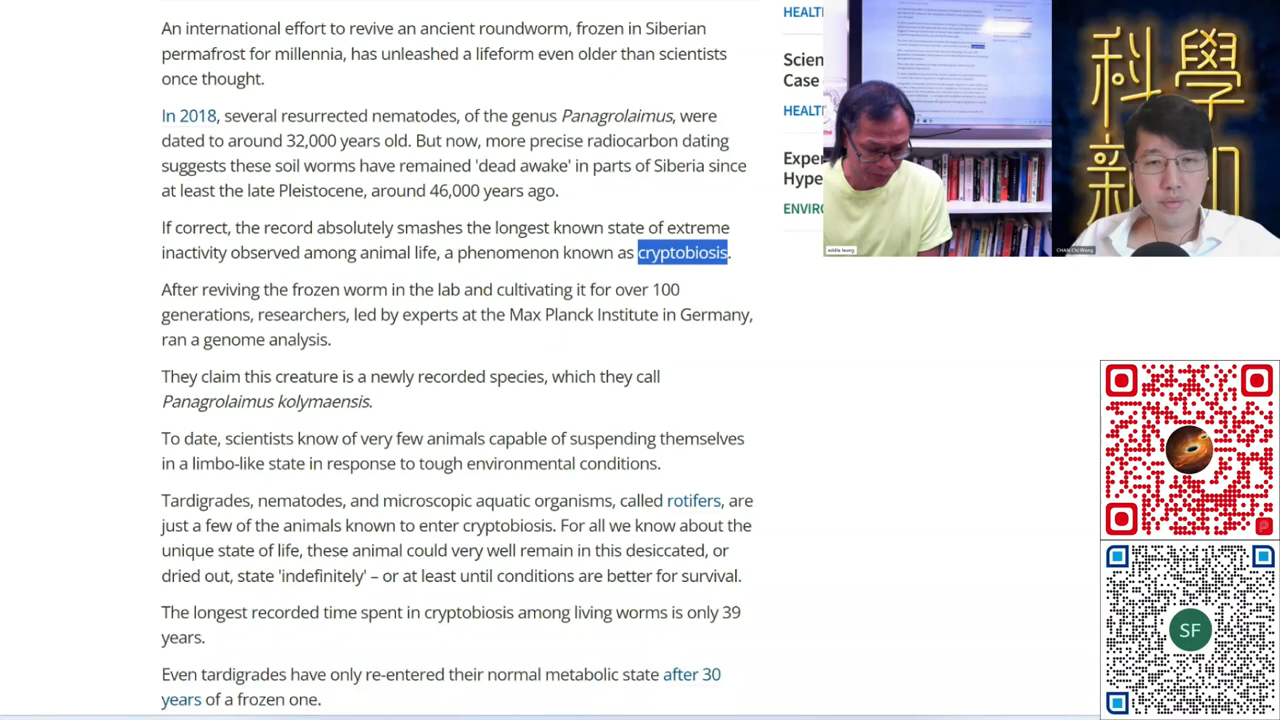 An international effort to revive an ancient roundworm, frozen in Siberian
permafrost
once thought.
In 2018, the resurrected nematodes, of the genus Panagrolaimus, were
dated to around 32,000 years old. But now, more precise radiocarbon dating
suggests these soil worms have remained 'dead awake' in parts of Siberia since
at least the late Pleistocene, around 46,000 years ago.
If correct, the record absolutely smashes the longest known state of extreme
inactivity observed among animal life, a phenomenon known as cryptobiosis.
After reviving the frozen worm in the lab and cultivating it for over 100
generations, researchers, led by experts at the Max Planck Institute in Germany,
ran a genome analysis.
They claim this creature is a newly recorded species, which they call
Panagrolaimus kolymaensis.
To date, scientists know of very few animals capable of suspending themselves
in a limbo-like state in response to tough environmental conditions.
Tardigrades, nematodes, and microscopic aquatic organisms, called rotifers, are
just a few of the animals known to enter cryptobiosis. For all we know about the
unique state of life, these animal could very well remain in this desiccated, or
dried out, state 'indefinitely' – or at least until conditions are better for survival.
The longest recorded time spent in cryptobiosis among living worms is only 39
years.
Even tardigrades have only re-entered their normal metabolic state after 30
years of a frozen one.
HEALT
Scien
Case
HEALT
Exper
Hype
ENVIRO
eddie leung
CHAN Chi Wang
科學
新知
SF